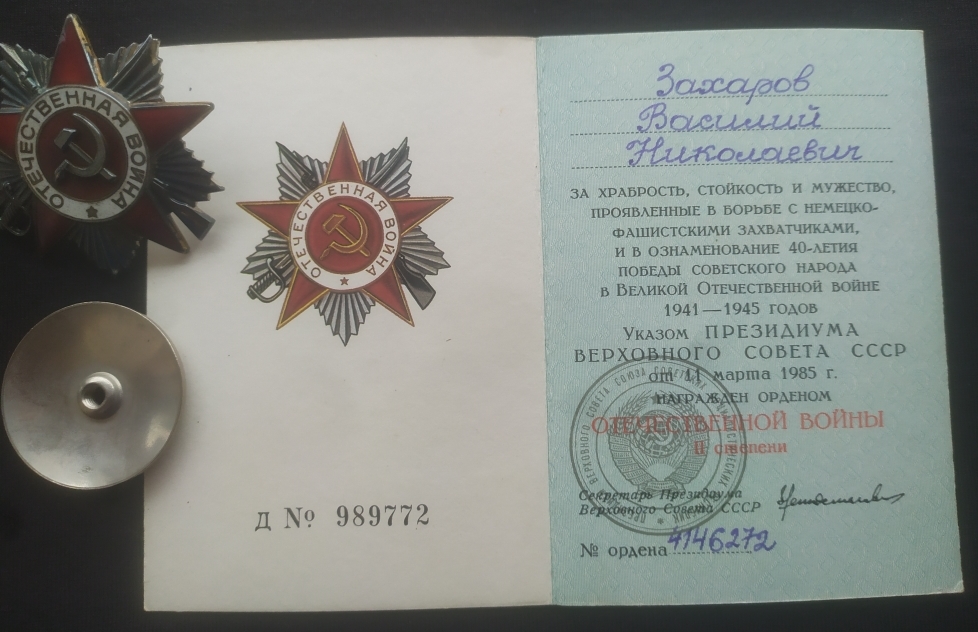 ОТЕЧЕСТВЕННАЯ ВОЙНА
ОТЕЧЕСТВЕННАЯ ВОЙНА
Д № 989772
Захаров
Василий
Николаевич
ЗА ХРАБРОСТЬ, СТОЙКОСТЬ И МУЖЕСТВО,
ПРОЯВЛЕННЫЕ В БОРЬБЕ С НЕМЕЦКО-
ФАШИСТСКИМИ ЗАХВАТЧИКАМИ,
И В ОЗНАМЕНОВАНИЕ 40-ЛЕТИЯ
ПОБЕДЫ СОВЕТСКОГО НАРОДА
В ВЕЛИКОЙ ОТЕЧЕСТВЕННОЙ ВОЙНЕ
1941—1945 ГОДОВ
УКАЗОМ ПРЕЗИДИУМА
ВЕРХОВНОГО СОВЕТА СССР
от 11 марта 1985 г.
НАГРАЖДЕН ОРДЕНОМ
ОТЕЧЕСТВЕННОЙ ВОЙНЫ
II степени
Секретарь Президиума
Верховного Совета СССР
№ ордена 4146272